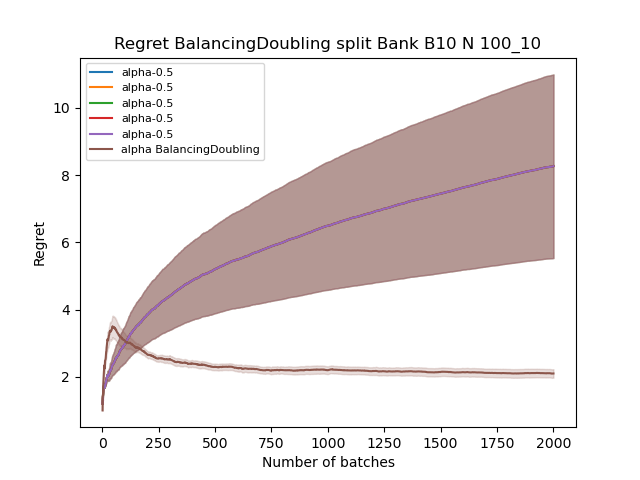 Regret BalancingDoubling split Bank B10 N 100_10
alpha-0.5
alpha-0.5
alpha-0.5
alpha-0.5
alpha-0.5
alpha BalancingDoubling
Regret
10
8
6
4
2
0 250 500 750 1000 1250 1500 1750 2000
Number of batches